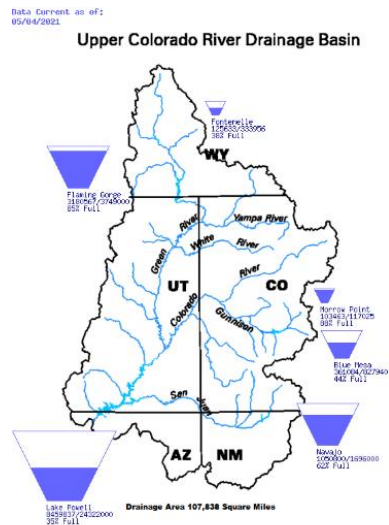 Data Current as of:
05/04/2021
Upper Colorado River Drainage Basin
Fontenelle
125633/333956
38% Full
WY
Flaming Gorge
3180567/3749000
85% Full
Green River
Yampa River
White River
UT
CO
Colorado River
Gunnison
Morrow Point
103463/117025
88% Full
Blue Mesa
361084/827940
44% Full
San Juan
Navajo
1050800/1696000
62% Full
AZ
NM
Lake Powell
8459837/24322000
35% Full
Drainage Area 107,838 Square Miles